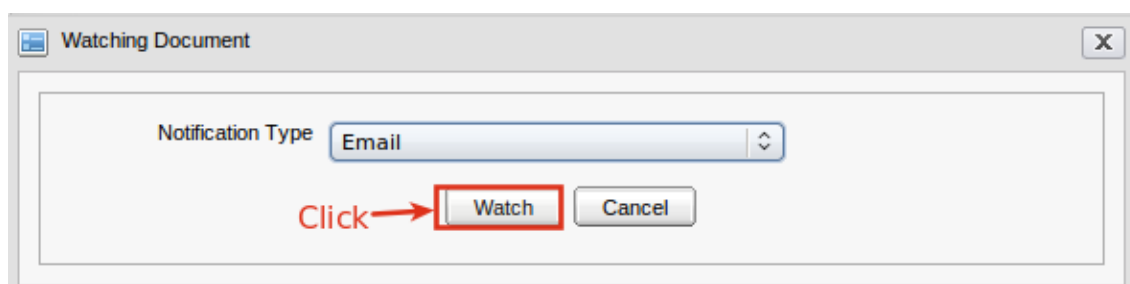 Watching Document
X
Notification Type Email
Click Watch Cancel